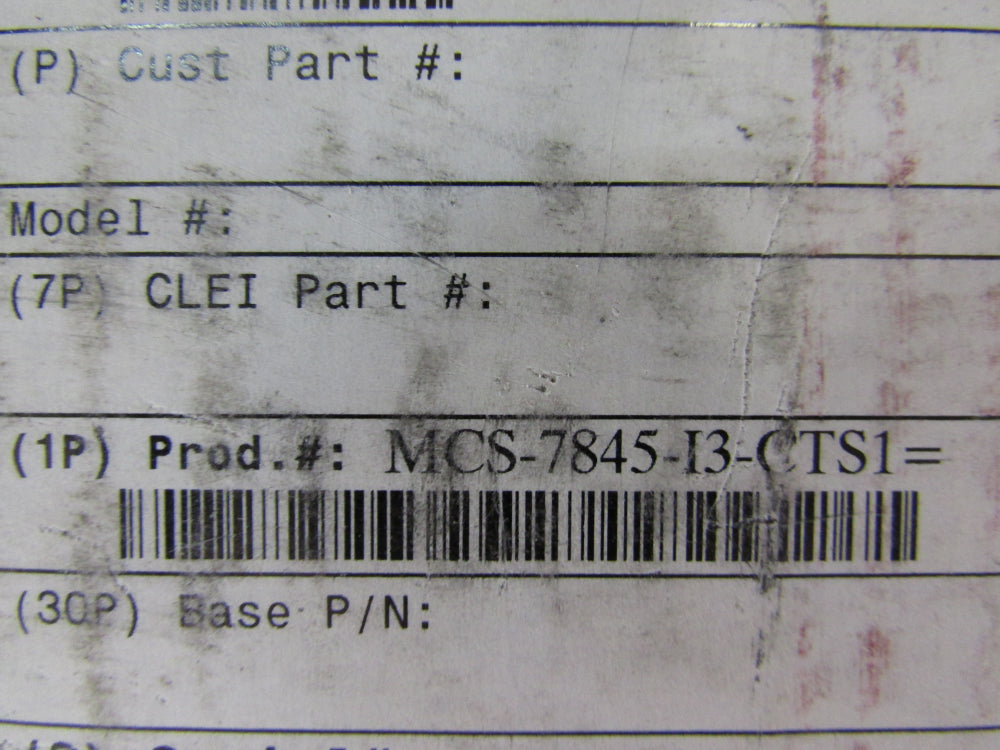 (P) Cust Part #:
Model #:
(7P) CLEI Part #:
(1P) Prod.#: MCS-7845-I3-CTS1=
(30P) Base P/N: